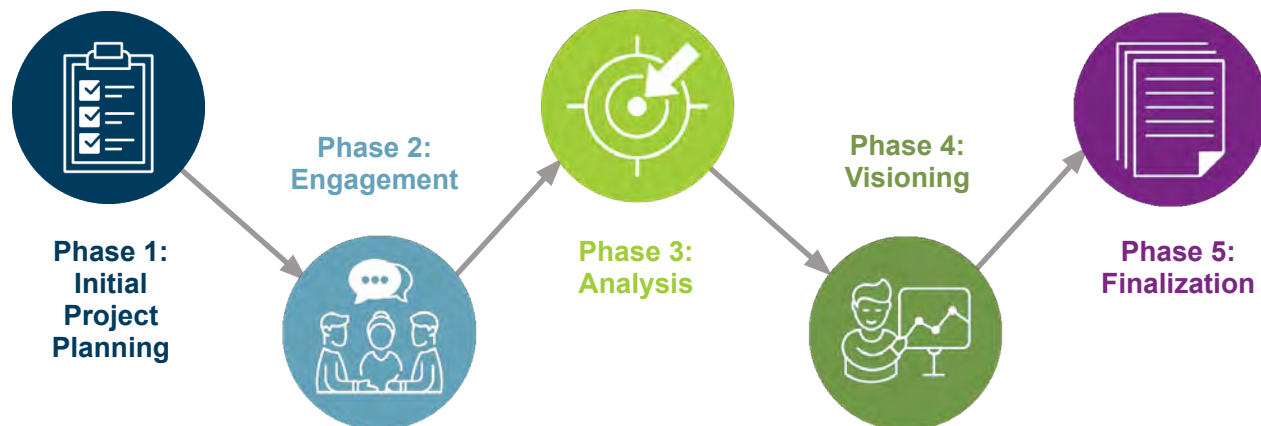 Phase 1:
Initial
Project
Planning
Phase 2:
Engagement
Phase 3:
Analysis
Phase 4:
Visioning
Phase 5:
Finalization